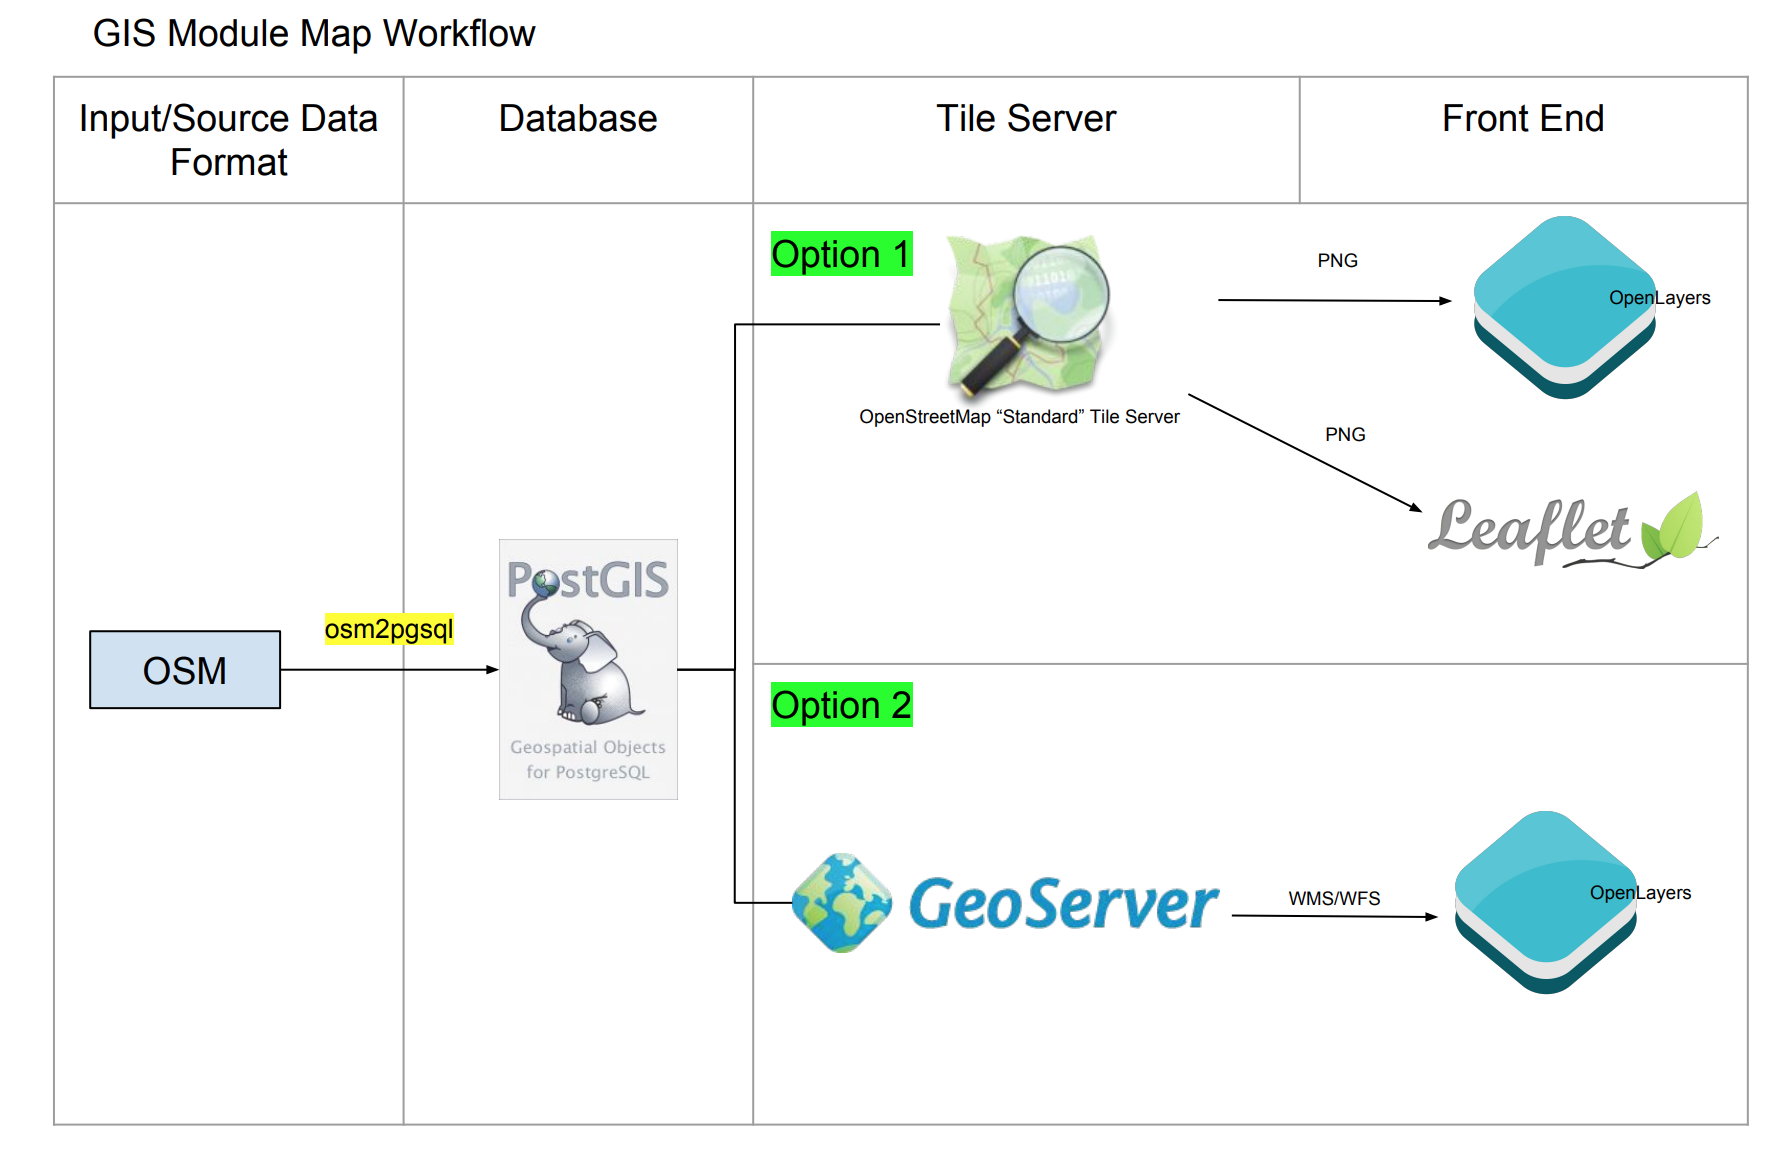 GIS Module Map Workflow
Input/Source Data
Format
Database
Tile Server
Front End
Option 1
PNG
OpenLayers
OpenStreetMap “Standard” Tile Server
PNG
Leaflet
osm2pgsql
OSM
PostGIS
Geospatial Objects
for PostgreSQL
Option 2
GeoServer
WMS/WFS
OpenLayers